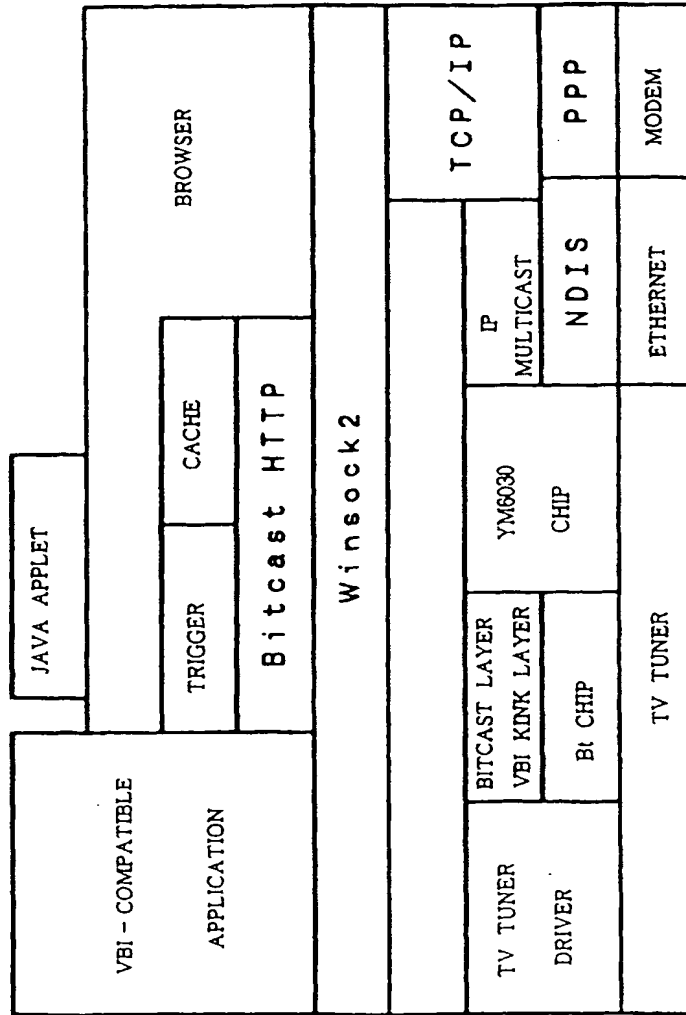 JAVA APPLET
VBI - COMPATIBLE
APPLICATION
BROWSER
TRIGGER
CACHE
Bitcast HTTP
Winsock2
TCP/IP
TV TUNER
DRIVER
BITCAST LAYER
VBI KINK LAYER
Bt CHIP
YM6030
CHIP
IP
MULTICAST
NDIS
PPP
TV TUNER
ETHERNET
MODEM